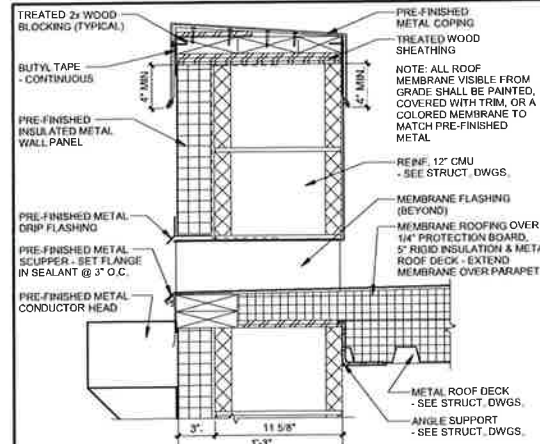 TREATED 2x WOOD
BLOCKING (TYPICAL)
BUTYL TAPE
- CONTINUOUS
4" MIN.
PRE-FINISHED
INSULATED METAL
WALL PANEL
PRE-FINISHED METAL
DRIP FLASHING
PRE-FINISHED METAL
SCUPPER - SET FLANGE
IN SEALANT @ 3" O.C.
PRE-FINISHED METAL
CONDUCTOR HEAD
PRE-FINISHED
METAL COPING
TREATED WOOD
SHEATHING
4" MIN.
NOTE: ALL ROOF
MEMBRANE VISIBLE FROM
GRADE SHALL BE PAINTED,
COVERED WITH TRIM, OR A
COLORED MEMBRANE TO
MATCH PRE-FINISHED
METAL
REINF. 12" CMU
- SEE STRUCT. DWGS.
MEMBRANE FLASHING
(BEYOND)
MEMBRANE ROOFING OVER
1/4" PROTECTION BOARD,
5" RIGID INSULATION & META
ROOF DECK - EXTEND
MEMBRANE OVER PARAPET
METAL ROOF DECK
- SEE STRUCT. DWGS.
ANGLE SUPPORT
- SEE STRUCT. DWGS.
3"
11 5/8"
1'-3"